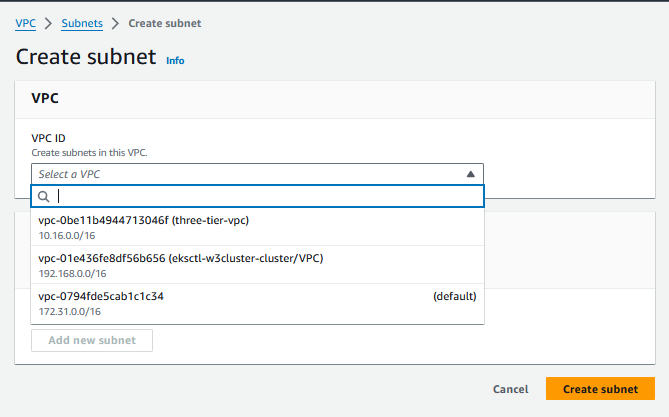 VPC > Subnets > Create subnet
Create subnet Info
VPC
VPC ID
Create subnets in this VPC.
Select a VPC
vpc-0be11b4944713046f (three-tier-vpc)
10.16.0.0/16
vpc-01e436fe8df56b656 (eksctl-w3cluster-cluster/VPC)
192.168.0.0/16
vpc-0794fde5cab1c1c34 (default)
172.31.0.0/16
Add new subnet
Cancel Create subnet